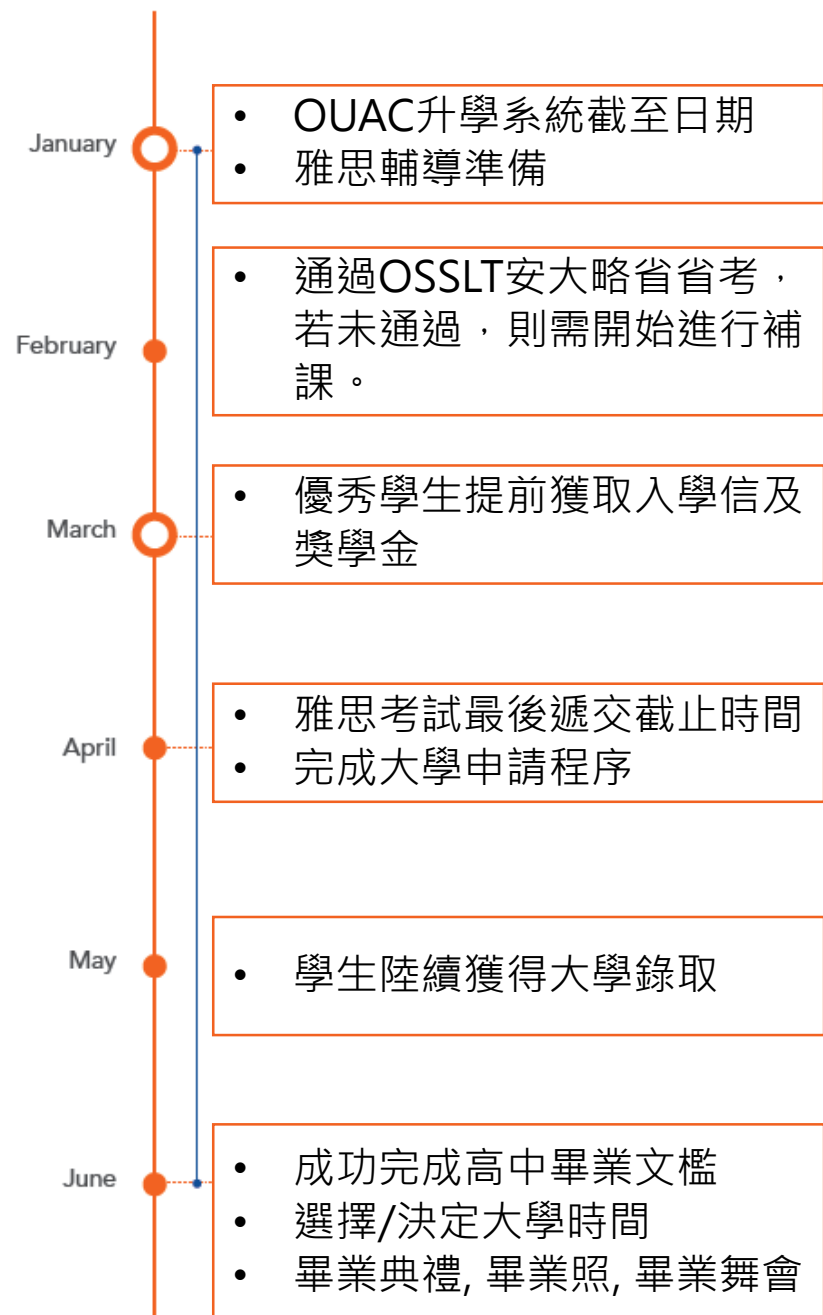 January
• OUAC升學系統截至日期
• 雅思輔導準備
February
• 通過OSSLT安大略省省考，
若未通過，則需開始進行補
課。
March
• 優秀學生提前獲取入學信及
獎學金
April
• 雅思考試最後遞交截止時間
• 完成大學申請程序
May
• 學生陸續獲得大學錄取
June
• 成功完成高中畢業文檻
• 選擇/決定大學時間
• 畢業典禮, 畢業照, 畢業舞會